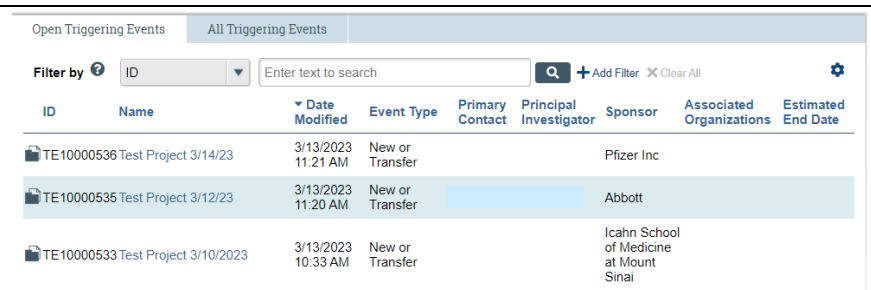 Open Triggering Events All Triggering Events
Filter by ? ID Enter text to search Add Filter Clear All
ID Name Date Modified Event Type Primary Contact Principal Investigator Sponsor Associated Organizations Estimated End Date
TE10000536 Test Project 3/14/23 3/13/2023 11:21 AM New or Transfer Pfizer Inc
TE10000535 Test Project 3/12/23 3/13/2023 11:20 AM New or Transfer Abbott
TE10000533 Test Project 3/10/2023 3/13/2023 10:33 AM New or Transfer Icahn School of Medicine at Mount Sinai